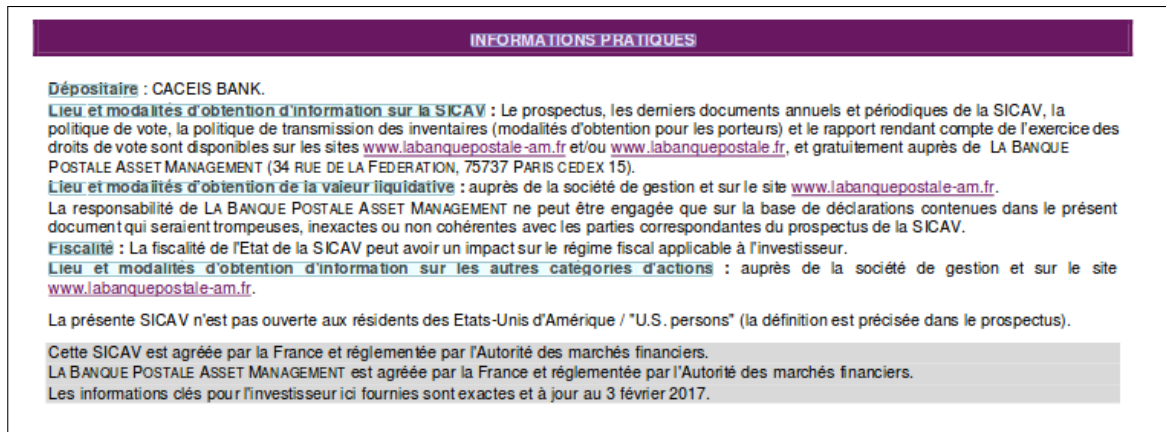 INFORMATIONS PRATIQUES
Dépositaire : CACEIS BANK.
Lieu et modalités d'obtention d'information sur la SICAV : Le prospectus, les derniers documents annuels et périodiques de la SICAV, la
politique de vote, la politique de transmission des inventaires (modalités d'obtention pour les porteurs) et le rapport rendant compte de l'exercice des
droits de vote sont disponibles sur les sites www.labanquepostale-am.fr et/ou www.labanquepostale.fr, et gratuitement auprès de LA BANQUE
POSTALE ASSET MANAGEMENT (34 RUE DE LA FEDERATION, 75737 PARIS CEDEX 15).
Lieu et modalités d'obtention de la valeur liquidative : auprès de la société de gestion et sur le site www.labanquepostale-am.fr.
La responsabilité de LA BANQUE POSTALE ASSET MANAGEMENT ne peut être engagée que sur la base de déclarations contenues dans le présent
document qui seraient trompeuses, inexactes ou non cohérentes avec les parties correspondantes du prospectus de la SICAV.
Fiscalité : La fiscalité de l'Etat de la SICAV peut avoir un impact sur le régime fiscal applicable à l'investisseur.
Lieu et modalités d'obtention d'information sur les autres catégories d'actions : auprès de la société de gestion et sur le site
www.labanquepostale-am.fr.
La présente SICAV n'est pas ouverte aux résidents des Etats-Unis d'Amérique / "U.S. persons" (la définition est précisée dans le prospectus).
Cette SICAV est agréée par la France et réglementée par l'Autorité des marchés financiers.
LA BANQUE POSTALE ASSET MANAGEMENT est agréée par la France et réglementée par l'Autorité des marchés financiers.
Les informations clés pour l'investisseur ici fournies sont exactes et à jour au 3 février 2017.